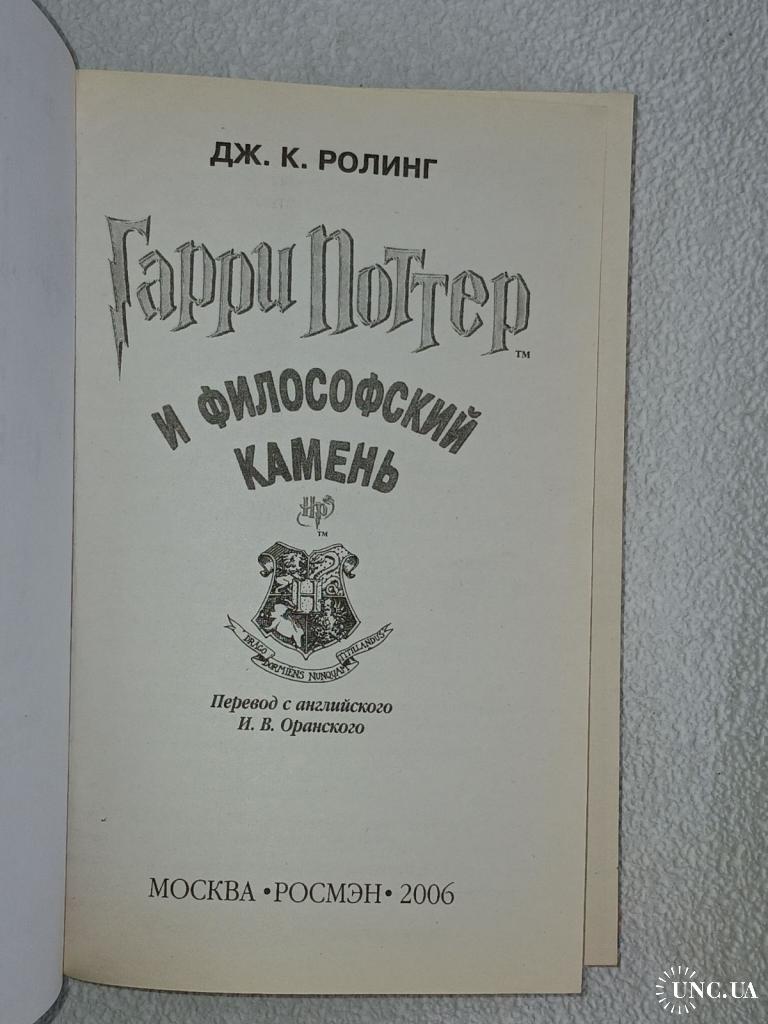 ДЖ. К. РОЛИНГ
Гарри Поттер
TM
И ФИЛОСОФСКИЙ
КАМЕНЬ
HP
TM
H
DRACO
DORMIENS NUNQUAM
TITILLANDUS
Перевод с английского
И. В. Оранского
МОСКВА • РОСМЭН • 2006
UNC.UA